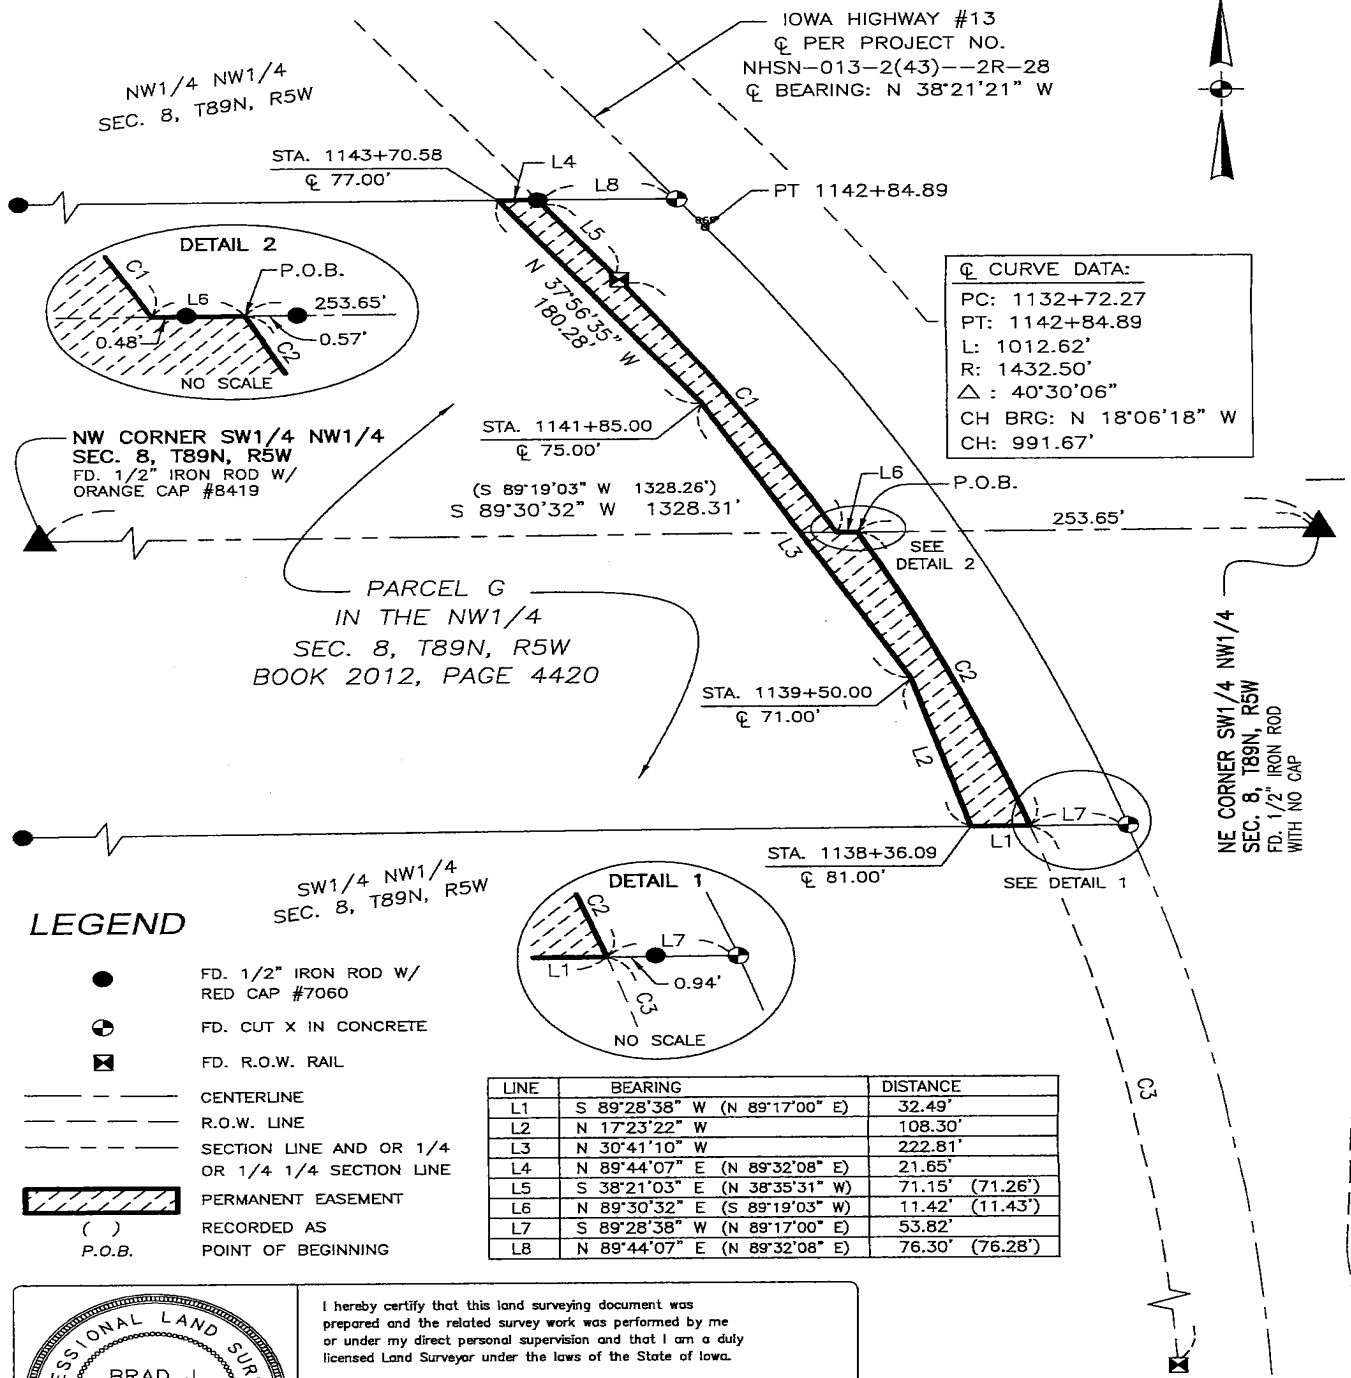 IOWA HIGHWAY #13
℄ PER PROJECT NO.
NHSN-013-2(43)--2R-28
℄ BEARING: N 38°21'21" W
NW1/4 NW1/4
SEC. 8, T89N, R5W
STA. 1143+70.58
℄ 77.00'
L4
L8
PT 1142+84.89
L5
N 37°56'35" W
180.28'
DETAIL 2
C1
P.O.B.
L6
253.65'
0.48'
0.57'
C2
NO SCALE
℄ CURVE DATA:
PC: 1132+72.27
PT: 1142+84.89
L: 1012.62'
R: 1432.50'
△ : 40°30'06"
CH BRG: N 18°06'18" W
CH: 991.67'
C1
NW CORNER SW1/4 NW1/4
SEC. 8, T89N, R5W
FD. 1/2" IRON ROD W/
ORANGE CAP #8419
STA. 1141+85.00
℄ 75.00'
(S 89°19'03" W 1328.26')
S 89°30'32" W 1328.31'
L6
P.O.B.
253.65'
SEE
DETAIL 2
L3
PARCEL G
IN THE NW1/4
SEC. 8, T89N, R5W
BOOK 2012, PAGE 4420
NE CORNER SW1/4 NW1/4
SEC. 8, T89N, R5W
FD. 1/2" IRON ROD
WITH NO CAP
C2
STA. 1139+50.00
℄ 71.00'
L2
L7
L1
STA. 1138+36.09
℄ 81.00'
SEE DETAIL 1
SW1/4 NW1/4
SEC. 8, T89N, R5W
DETAIL 1
C2
L7
L1
0.94'
C3
NO SCALE
C3
LEGEND
FD. 1/2" IRON ROD W/
RED CAP #7060
FD. CUT X IN CONCRETE
FD. R.O.W. RAIL
CENTERLINE
R.O.W. LINE
SECTION LINE AND OR 1/4
OR 1/4 1/4 SECTION LINE
PERMANENT EASEMENT
( ) RECORDED AS
P.O.B. POINT OF BEGINNING
LINE BEARING DISTANCE
L1 S 89°28'38" W (N 89°17'00" E) 32.49'
L2 N 17°23'22" W 108.30'
L3 N 30°41'10" W 222.81'
L4 N 89°44'07" E (N 89°32'08" E) 21.65'
L5 S 38°21'03" E (N 38°35'31" W) 71.15' (71.26')
L6 N 89°30'32" E (S 89°19'03" W) 11.42' (11.43')
L7 S 89°28'38" W (N 89°17'00" E) 53.82'
L8 N 89°44'07" E (N 89°32'08" E) 76.30' (76.28')
I hereby certify that this land surveying document was
prepared and the related survey work was performed by me
or under my direct personal supervision and that I am a duly
licensed Land Surveyor under the laws of the State of Iowa.
ESSIONAL LAND SUR
BRAD J.